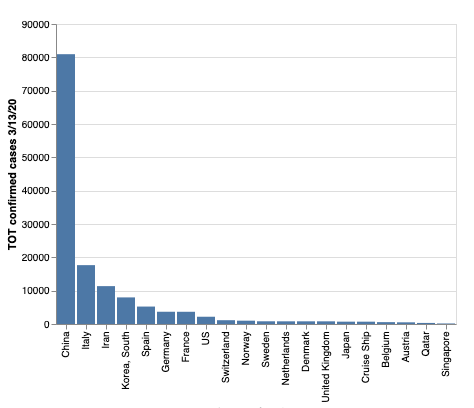 TOT confirmed cases 3/13/20
90000
80000
70000
60000
50000
40000
30000
20000
10000
0
China
Italy
Iran
Korea, South
Spain
Germany
France
US
Switzerland
Norway
Sweden
Netherlands
Denmark
United Kingdom
Japan
Cruise Ship
Belgium
Austria
Qatar
Singapore